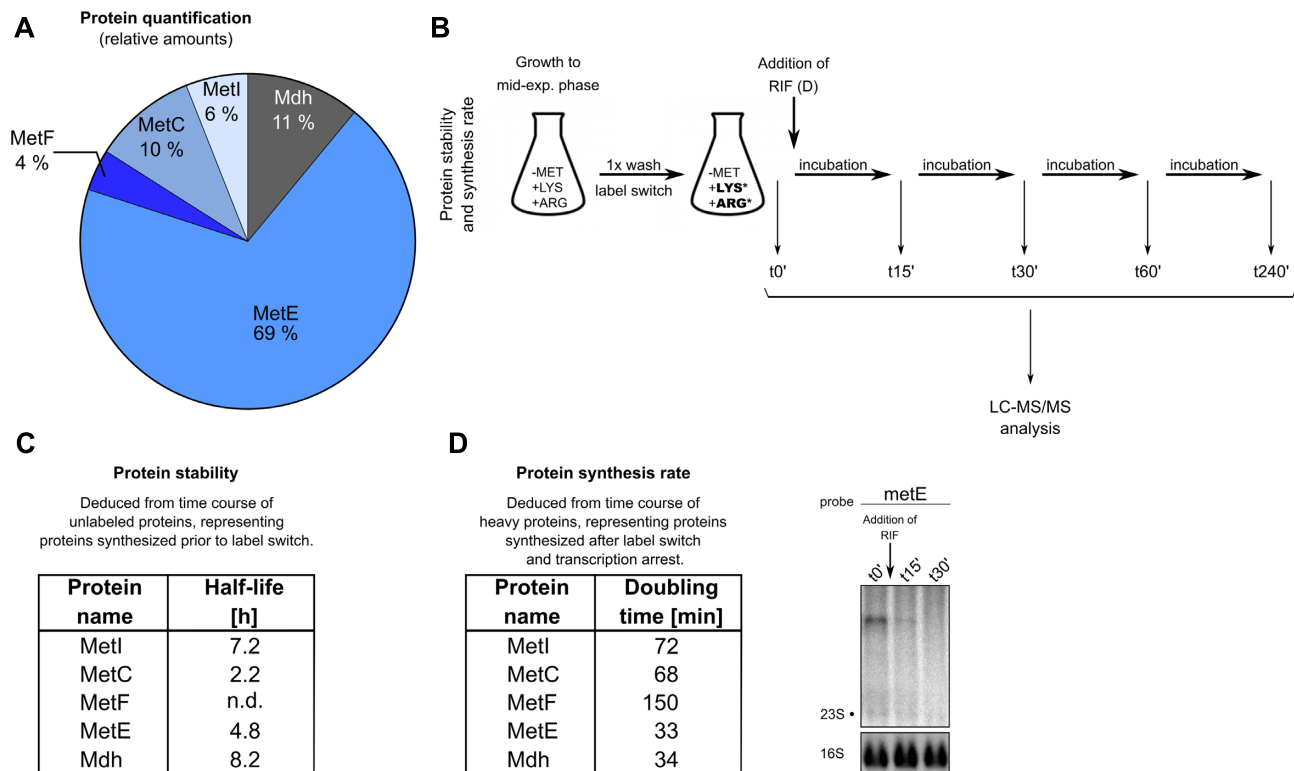 A
Protein quantification
(relative amounts)
MetI
6 %
Mdh
11 %
MetC
10 %
MetF
4 %
MetE
69 %
B
Protein stability
and synthesis rate
Growth to
mid-exp. phase
-MET
+LYS
+ARG
1x wash
label switch
-MET
+LYS*
+ARG*
Addition of
RIF (D)
incubation
incubation
incubation
incubation
t0'
t15'
t30'
t60'
t240'
LC-MS/MS
analysis
C
Protein stability
Deduced from time course of
unlabeled proteins, representing
proteins synthesized prior to label switch.
Protein name Half-life [h]
MetI 7.2
MetC 2.2
MetF n.d.
MetE 4.8
Mdh 8.2
D
Protein synthesis rate
Deduced from time course of
heavy proteins, representing proteins
synthesized after label switch
and transcription arrest.
Protein name Doubling time [min]
MetI 72
MetC 68
MetF 150
MetE 33
Mdh 34
probe metE
Addition of
RIF
t0' t15' t30'
23S •
16S